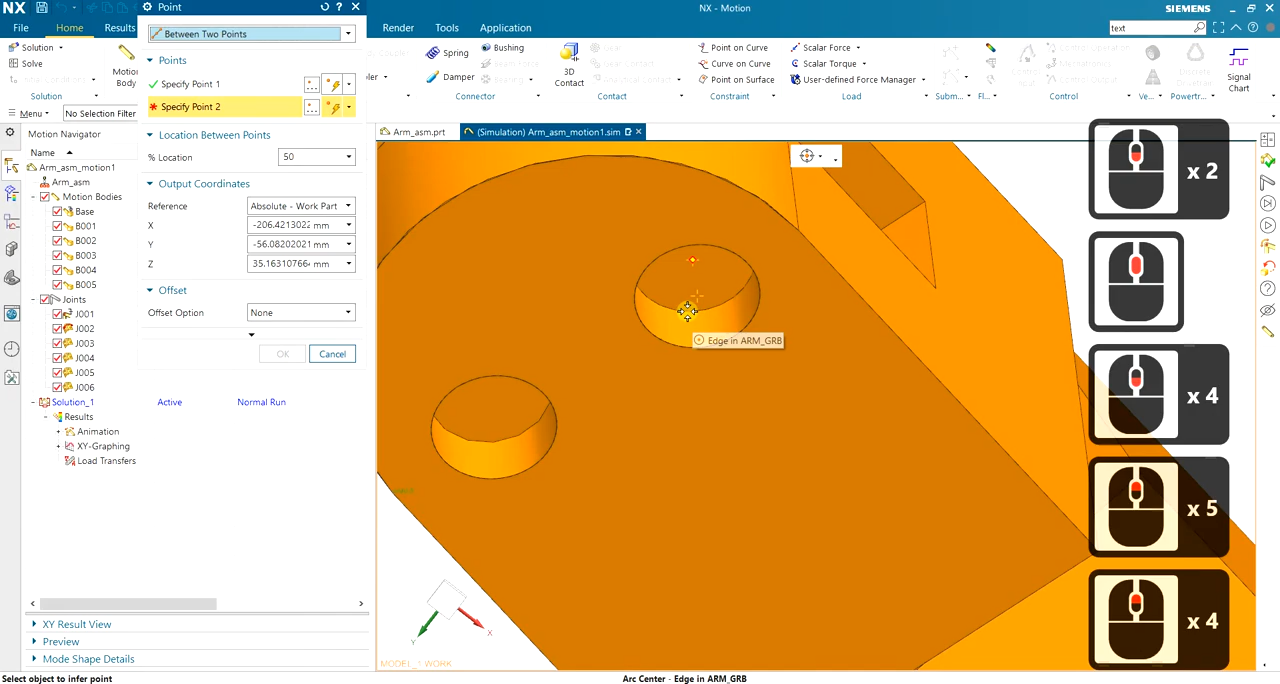 NX
Point
NX - Motion
SIEMENS
File
Home
Results
Render
Tools
Application
text
Between Two Points
Points
Specify Point 1
Specify Point 2
Location Between Points
% Location
50
Output Coordinates
Reference
Absolute - Work Part
X
-206.4213022 mm
Y
-56.08202021 mm
Z
35.16310766 mm
Offset
Offset Option
None
OK
Cancel
Solution
Solve
Solution
Motion
Body
Spring
Damper
Bushing
Connector
3D
Contact
Contact
Point on Curve
Curve on Curve
Point on Surface
Constraint
Scalar Force
Scalar Torque
User-defined Force Manager
Load
Subm...
Fl...
Control
Ve...
Powertr...
Signal
Chart
Menu
No Selection Filter
Motion Navigator
Name
Arm_asm_motion1
Arm_asm
Motion Bodies
Base
B001
B002
B003
B004
B005
Joints
J001
J002
J003
J004
J005
J006
Solution_1
Active
Normal Run
Results
Animation
XY-Graphing
Load Transfers
XY Result View
Preview
Mode Shape Details
Arm_asm.prt
(Simulation) Arm_asm_motion1.sim
Edge in ARM_GRB
x 2
x 4
x 5
x 4
X
Y
MODEL_1 WORK
Select object to infer point
Arc Center - Edge in ARM_GRB